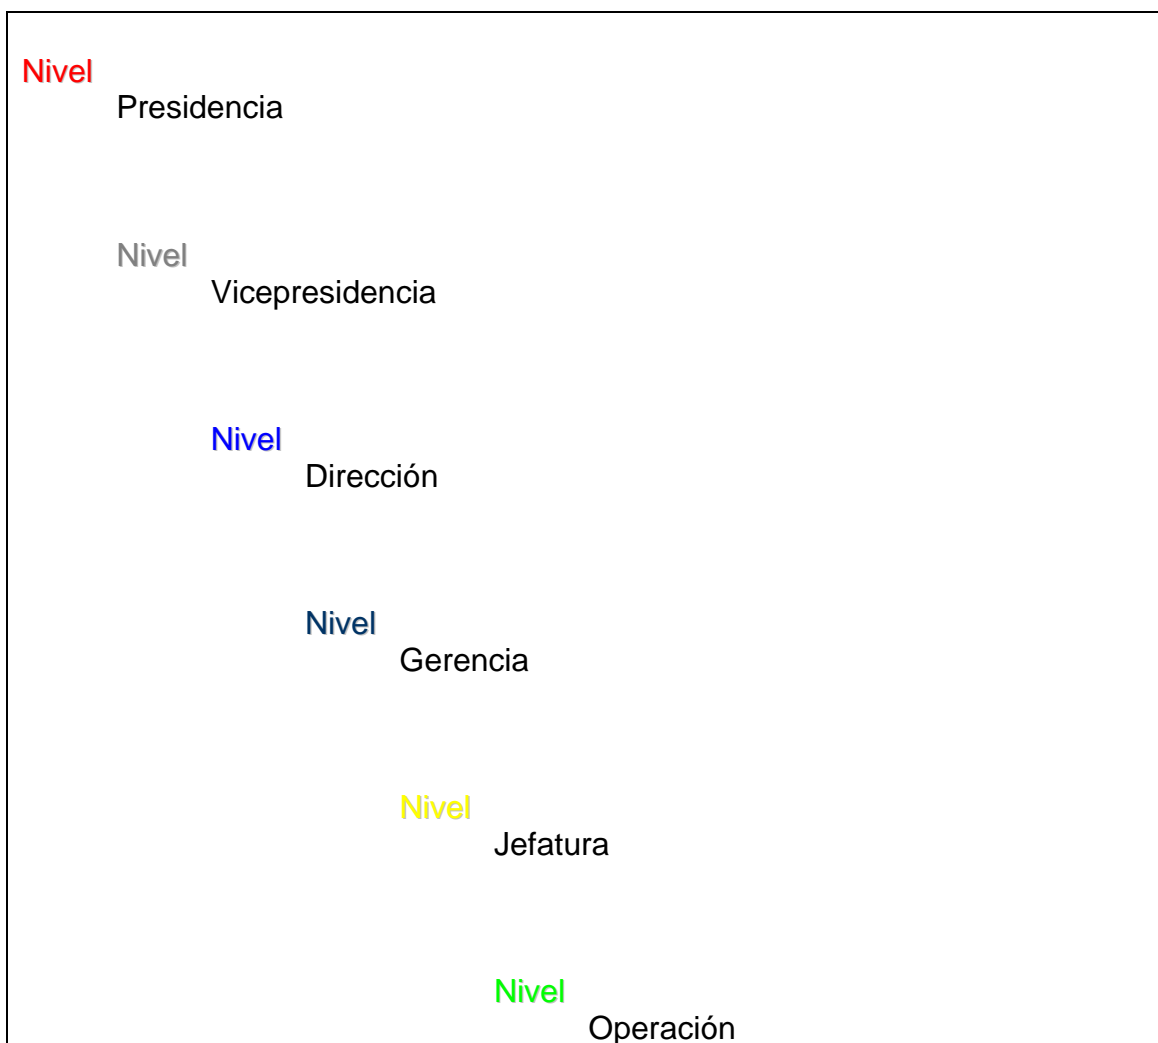 Nivel
Presidencia
Nivel
Vicepresidencia
Nivel
Dirección
Nivel
Gerencia
Nivel
Jefatura
Nivel
Operación